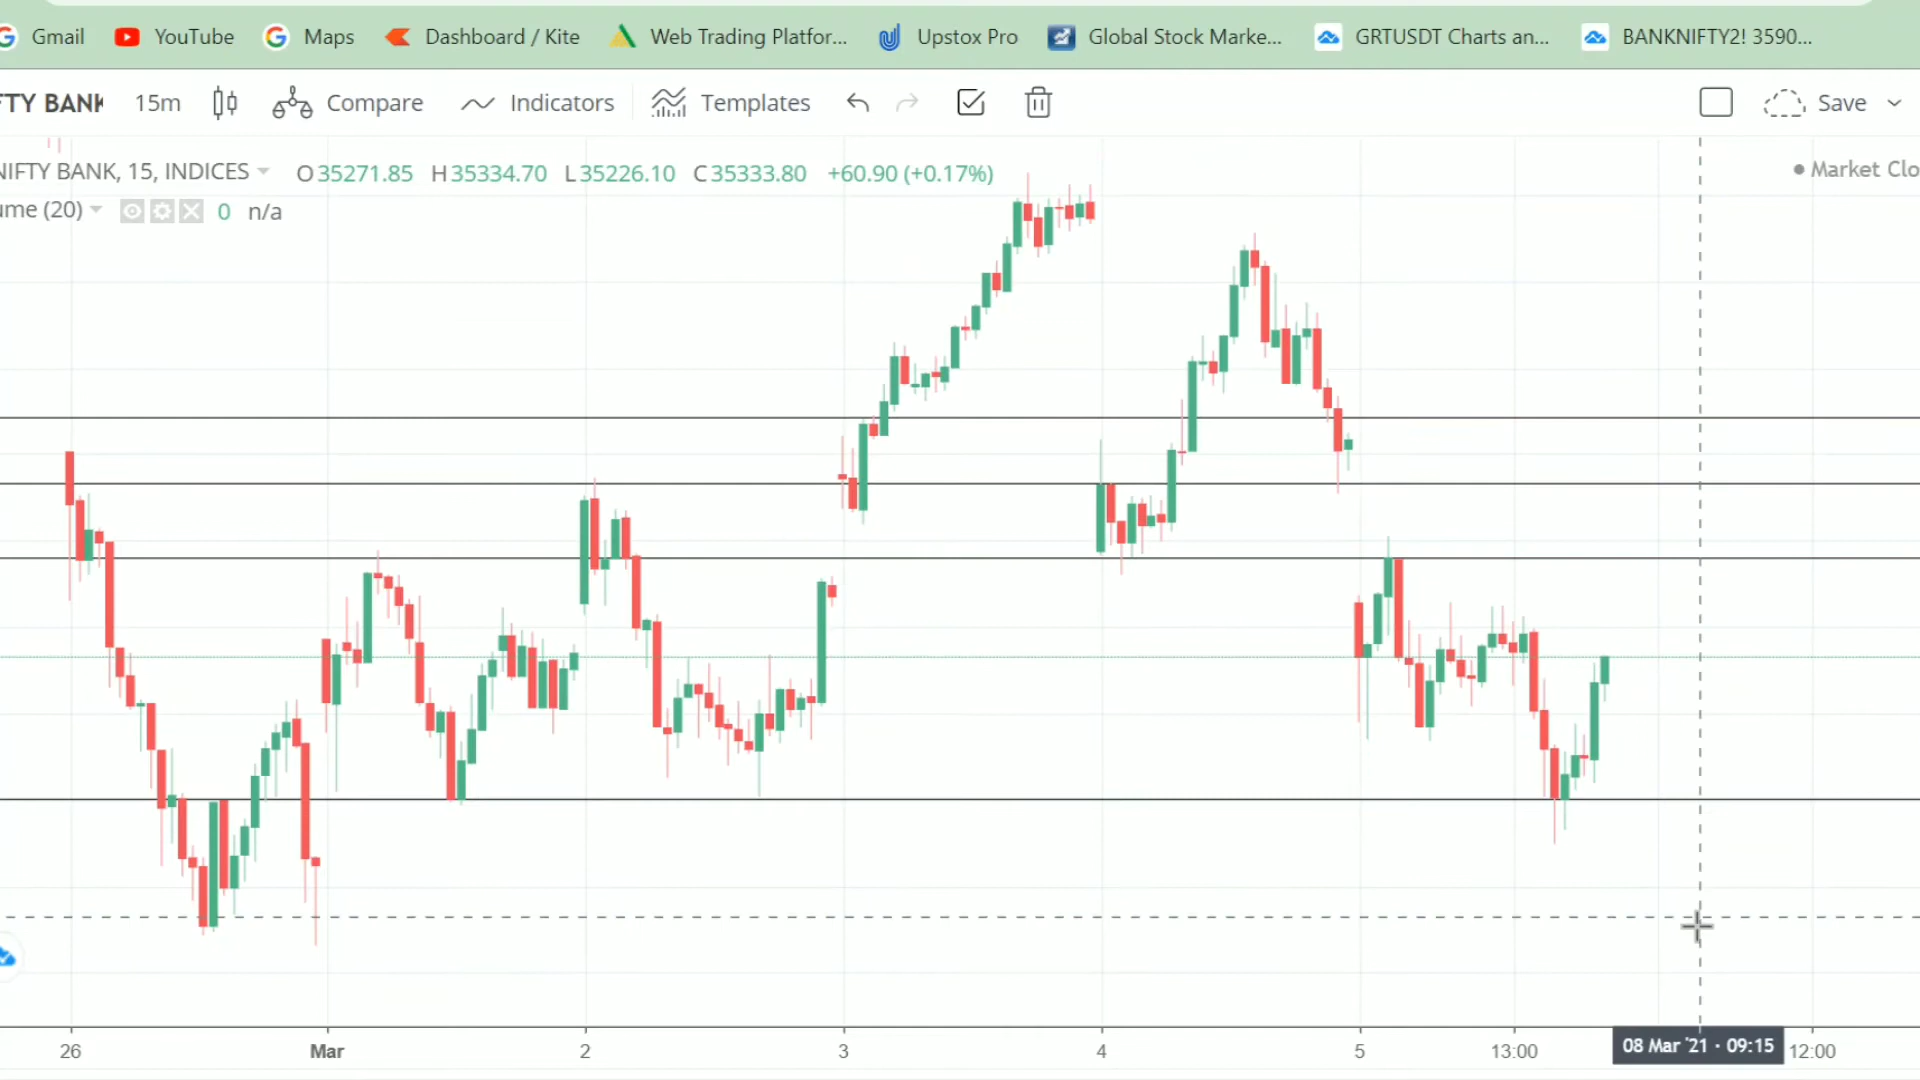 Gmail YouTube Maps Dashboard / Kite Web Trading Platfor... Upstox Pro Global Stock Marke... GRTUSDT Charts an... BANKNIFTY2! 3590...
FTY BANK 15m Compare Indicators Templates Save
NIFTY BANK, 15, INDICES O35271.85 H35334.70 L35226.10 C35333.80 +60.90 (+0.17%) Market Clo
ume (20) 0 n/a
26 Mar 2 3 4 5 13:00 08 Mar '21 · 09:15 12:00